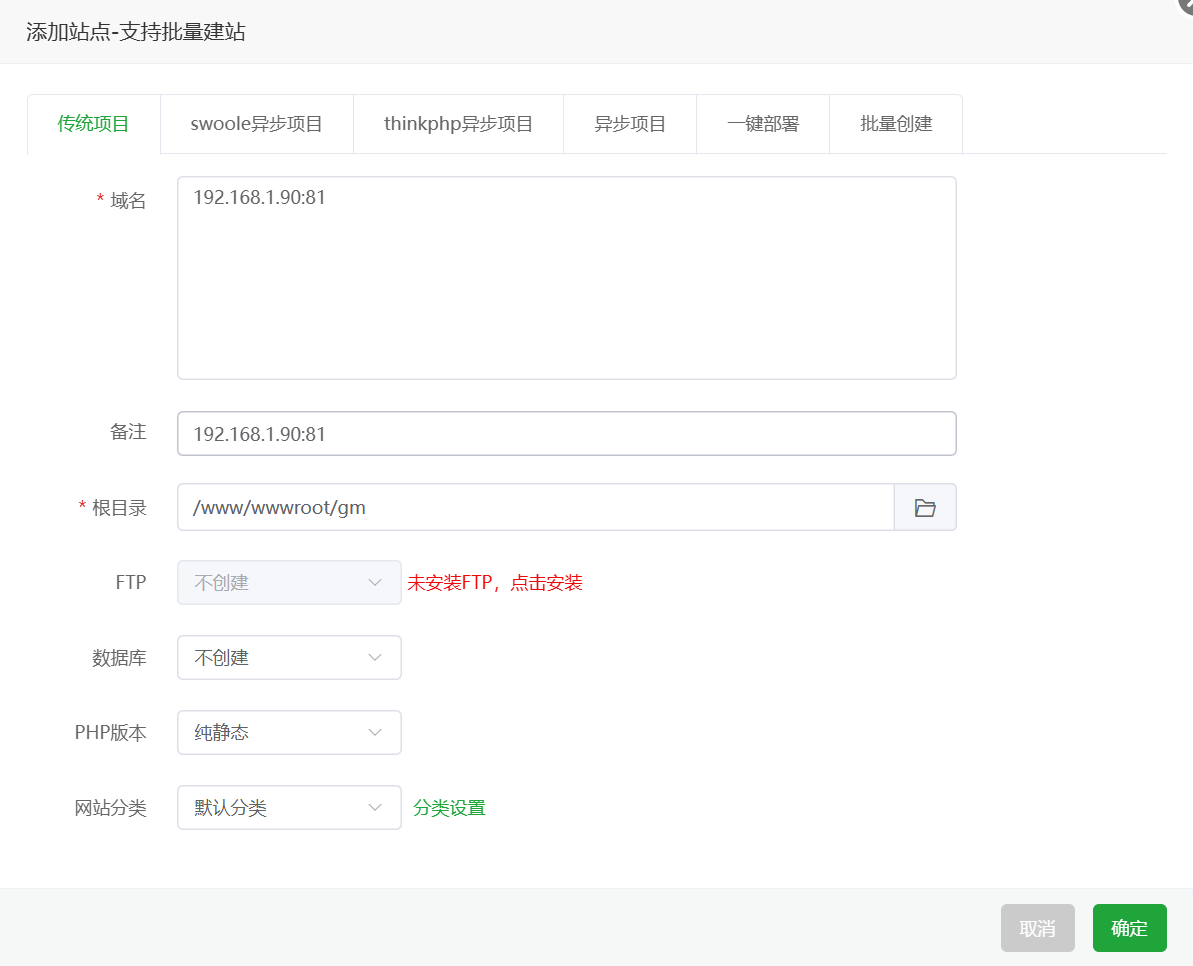 添加站点-支持批量建站
传统项目 swoole异步项目 thinkphp异步项目 异步项目 一键部署 批量创建
* 域名 192.168.1.90:81
备注 192.168.1.90:81
* 根目录 /www/wwwroot/gm
FTP 不创建 未安装FTP，点击安装
数据库 不创建
PHP版本 纯静态
网站分类 默认分类 分类设置
取消 确定